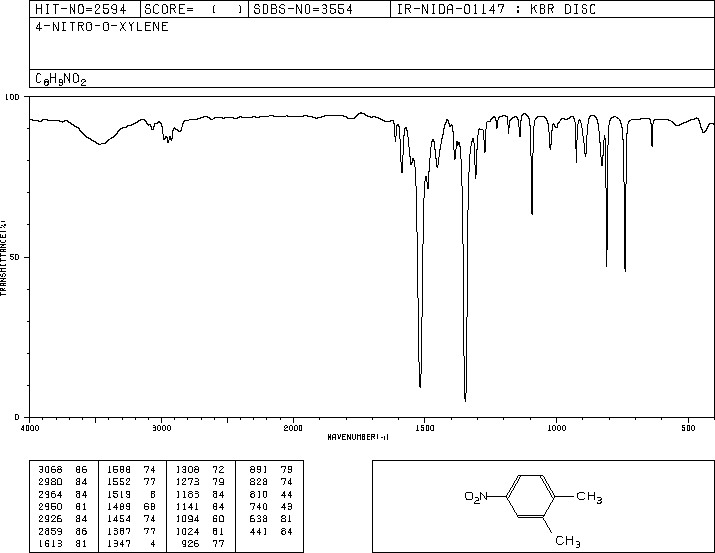 HIT-NO=2594 SCORE= ( ) SDBS-NO=3554 IR-NIDA-01147 : KBR DISC
4-NITRO-O-XYLENE
C8H9NO2
100
50
0
TRANSMITTANCE(%)
4000 3000 2000 1500 1000 500
WAVENUMBER(-1)
3068 86 1588 74 1308 72 891 79
2980 84 1552 77 1273 79 828 74
2964 84 1519 8 1183 84 810 44
2950 81 1489 68 1141 84 740 43
2926 84 1454 74 1094 60 638 81
2859 86 1387 77 1024 81 441 84
1613 81 1347 4 926 77
O2N CH3
CH3